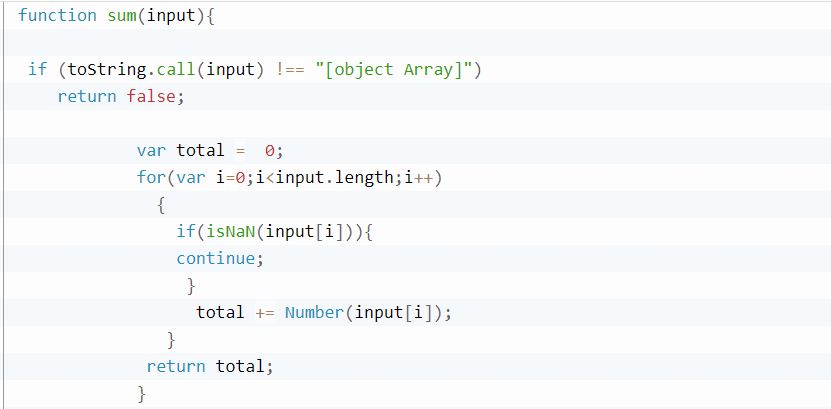 function sum(input){
if (toString.call(input) !== "[object Array]")
return false;
var total =  0;
for(var i=0;i<input.length;i++)
{
if(isNaN(input[i])){
continue;
}
total += Number(input[i]);
}
return total;
}